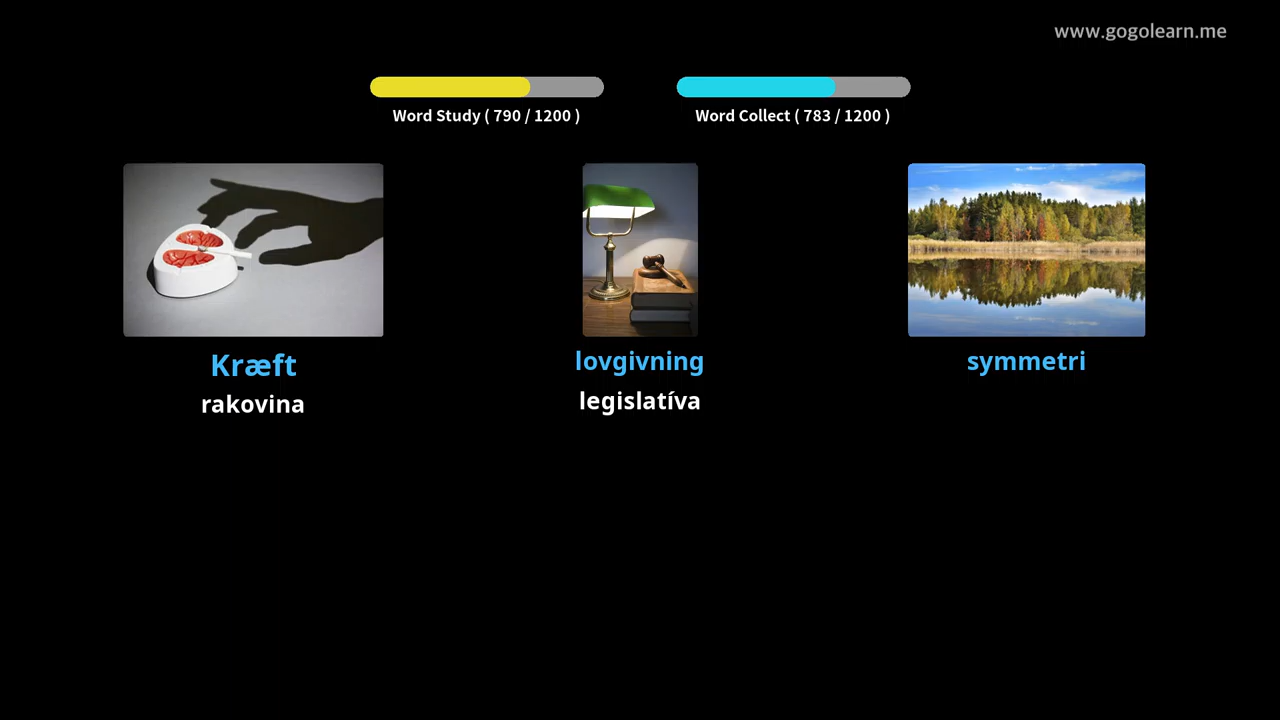 www.gogolearn.me
Word Study ( 790 / 1200 )
Word Collect ( 783 / 1200 )
Kræft
rakovina
lovgivning
legislatíva
symmetri